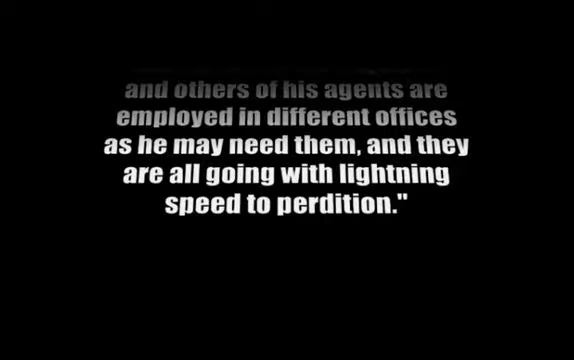 and others of his agents are
employed in different offices
as he may need them, and they
are all going with lightning
speed to perdition."